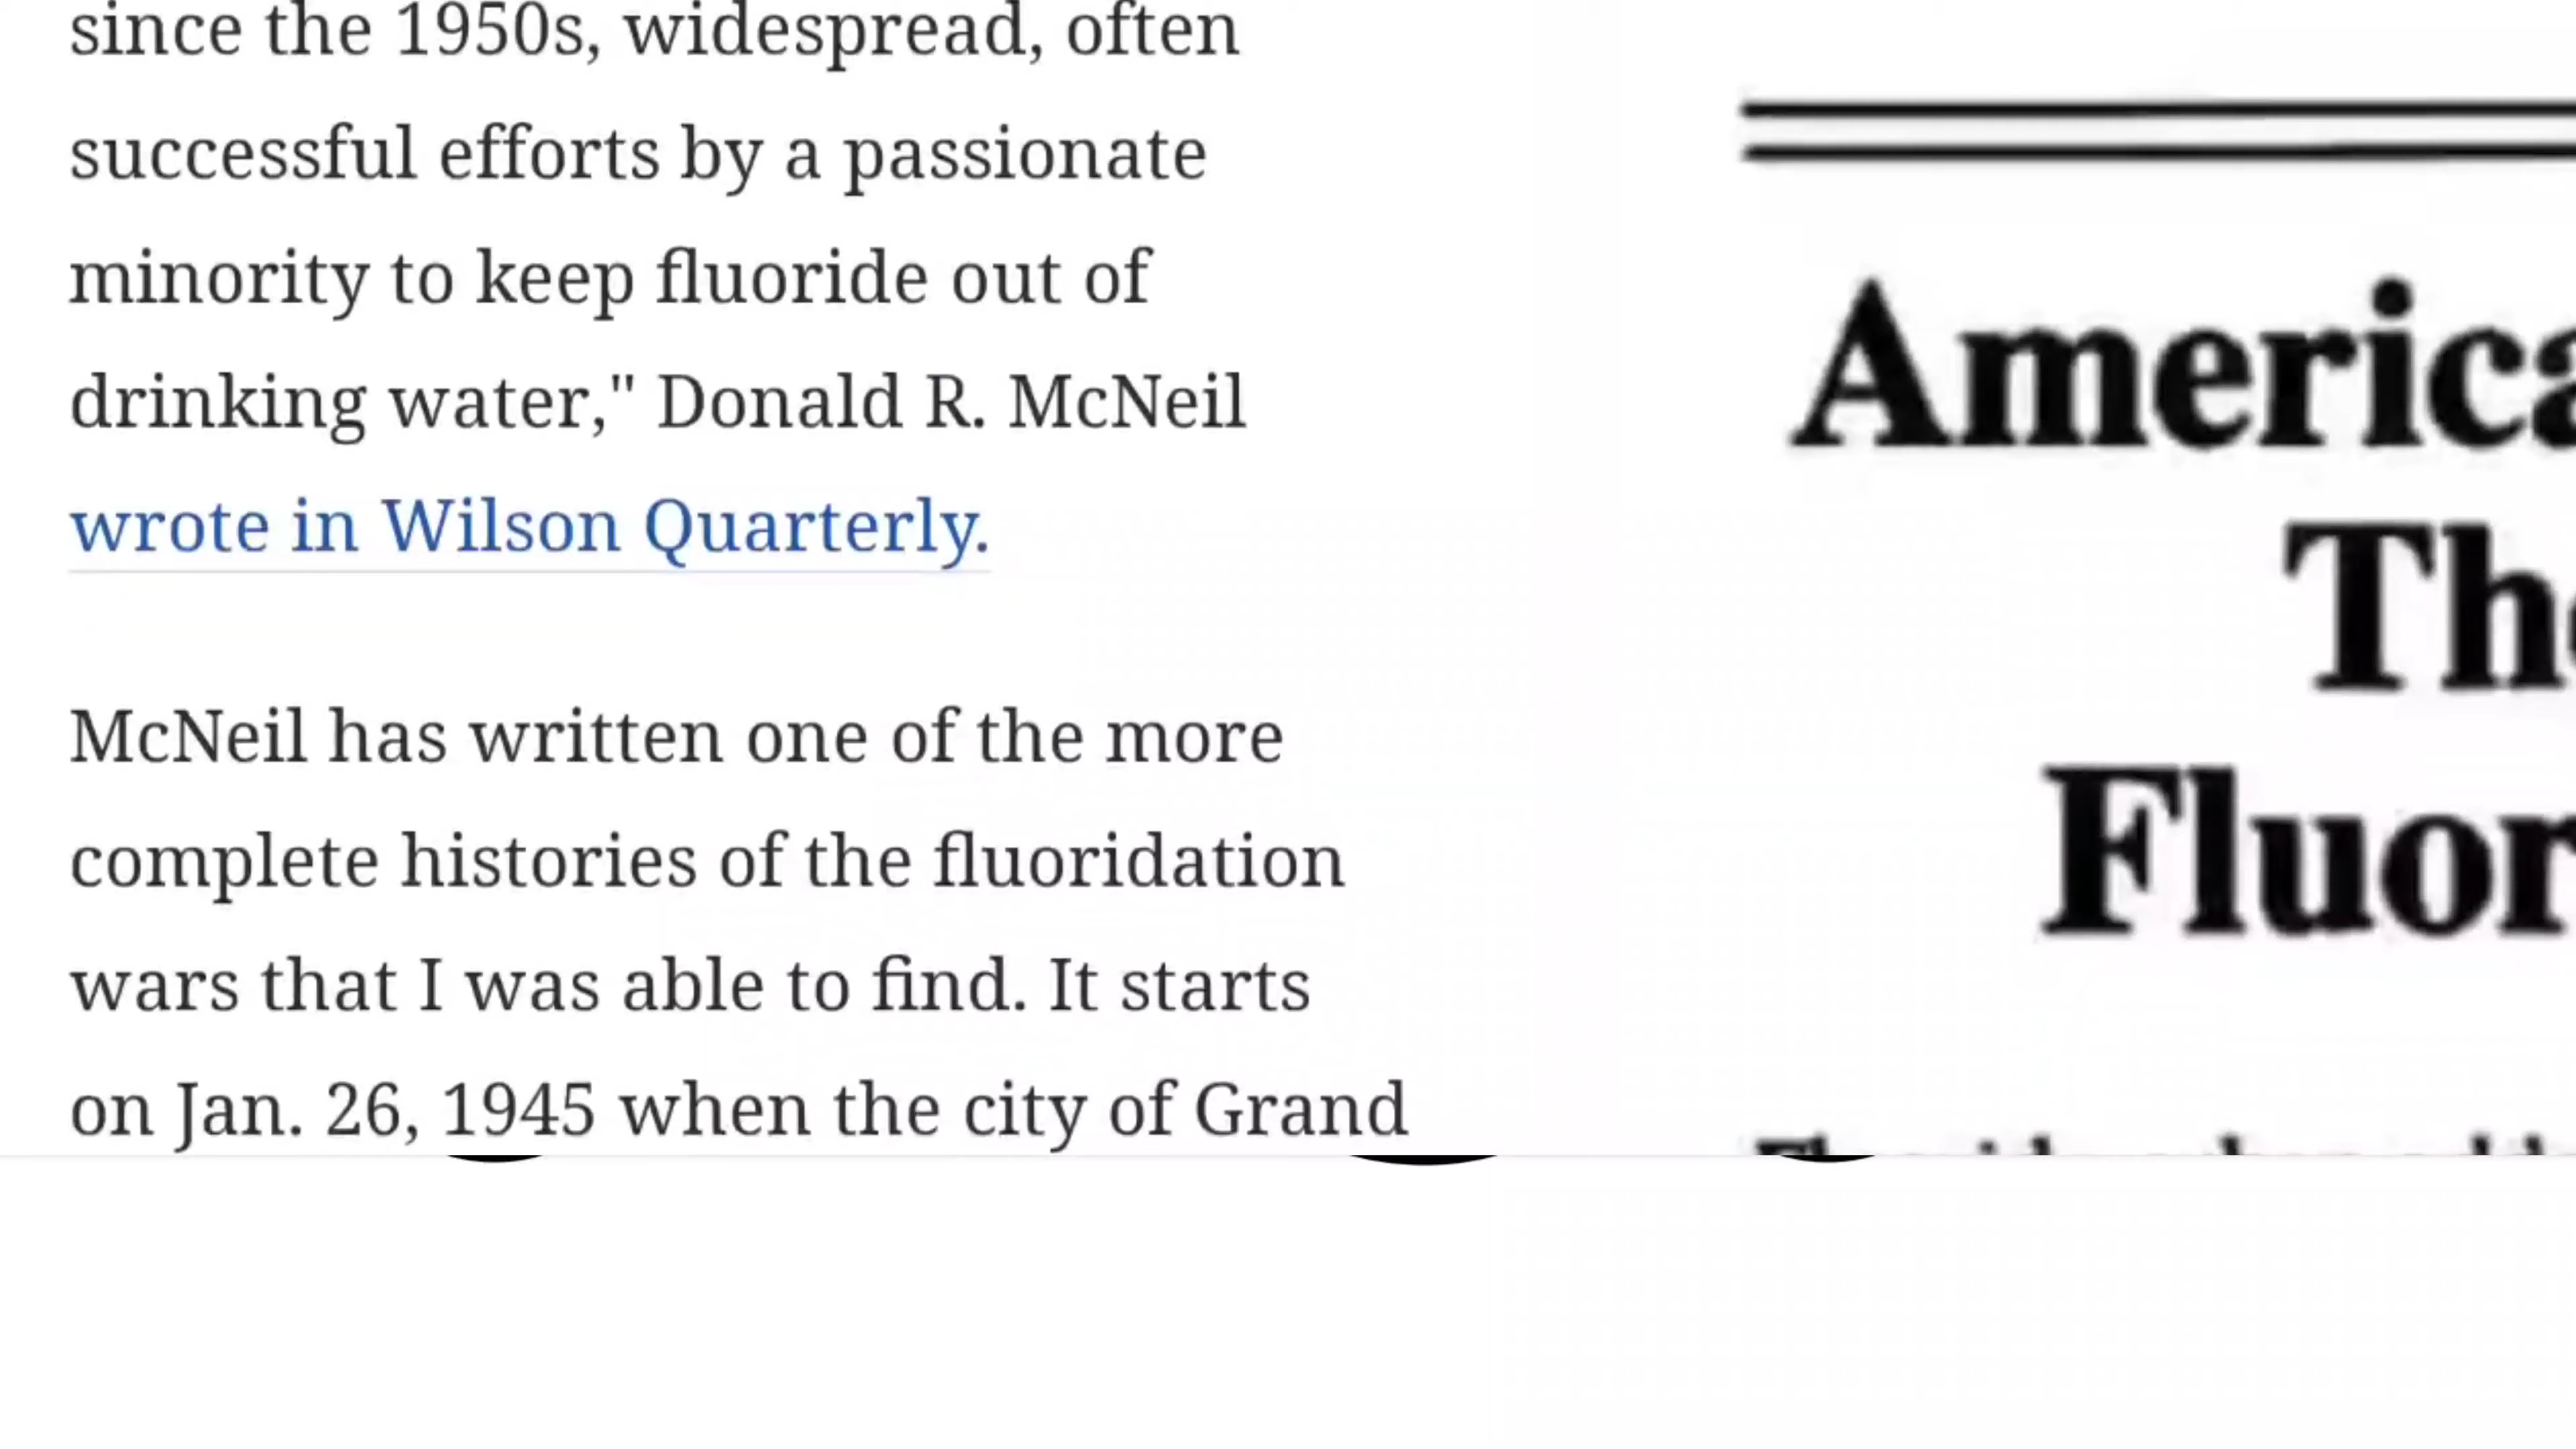 since the 1950s, widespread, often
successful efforts by a passionate
minority to keep fluoride out of
drinking water," Donald R. McNeil
wrote in Wilson Quarterly.
McNeil has written one of the more
complete histories of the fluoridation
wars that I was able to find. It starts
on Jan. 26, 1945 when the city of Grand
America
The
Fluor